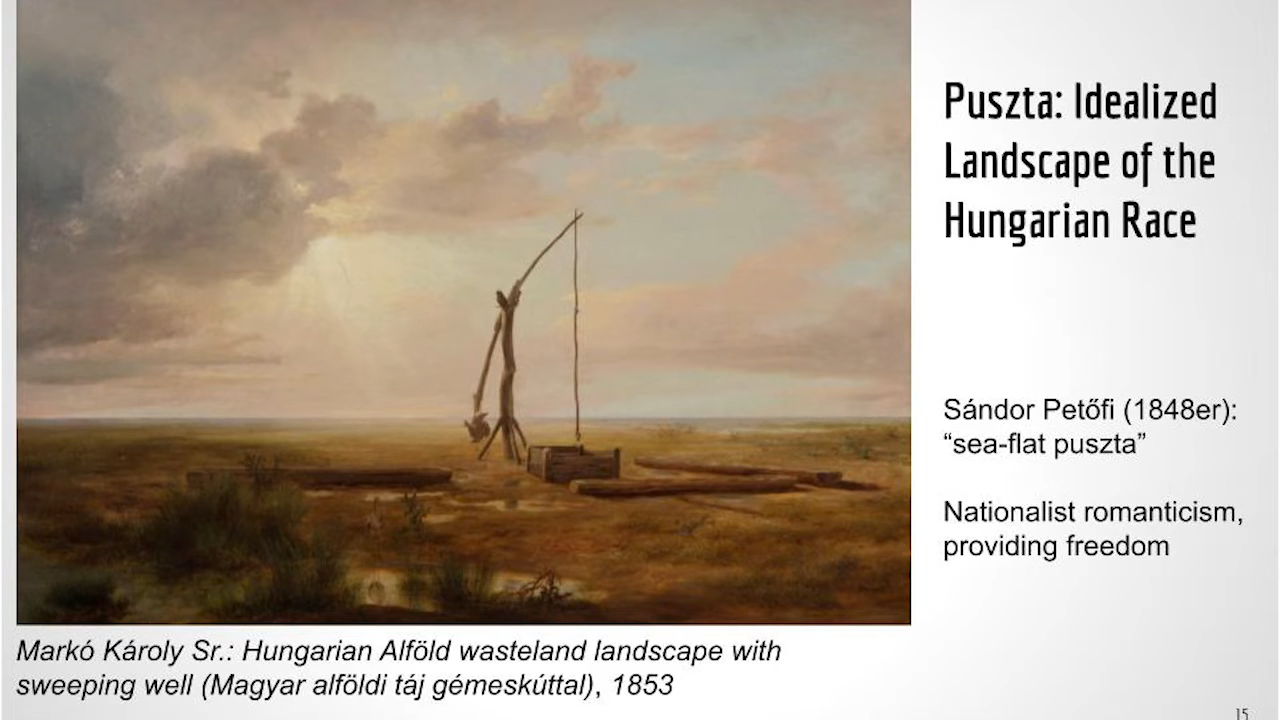 Puszta: Idealized
Landscape of the
Hungarian Race
Sándor Petőfi (1848er):
“sea-flat puszta”
Nationalist romanticism,
providing freedom
Markó Károly Sr.: Hungarian Alföld wasteland landscape with
sweeping well (Magyar alföldi táj gémeskúttal), 1853
15